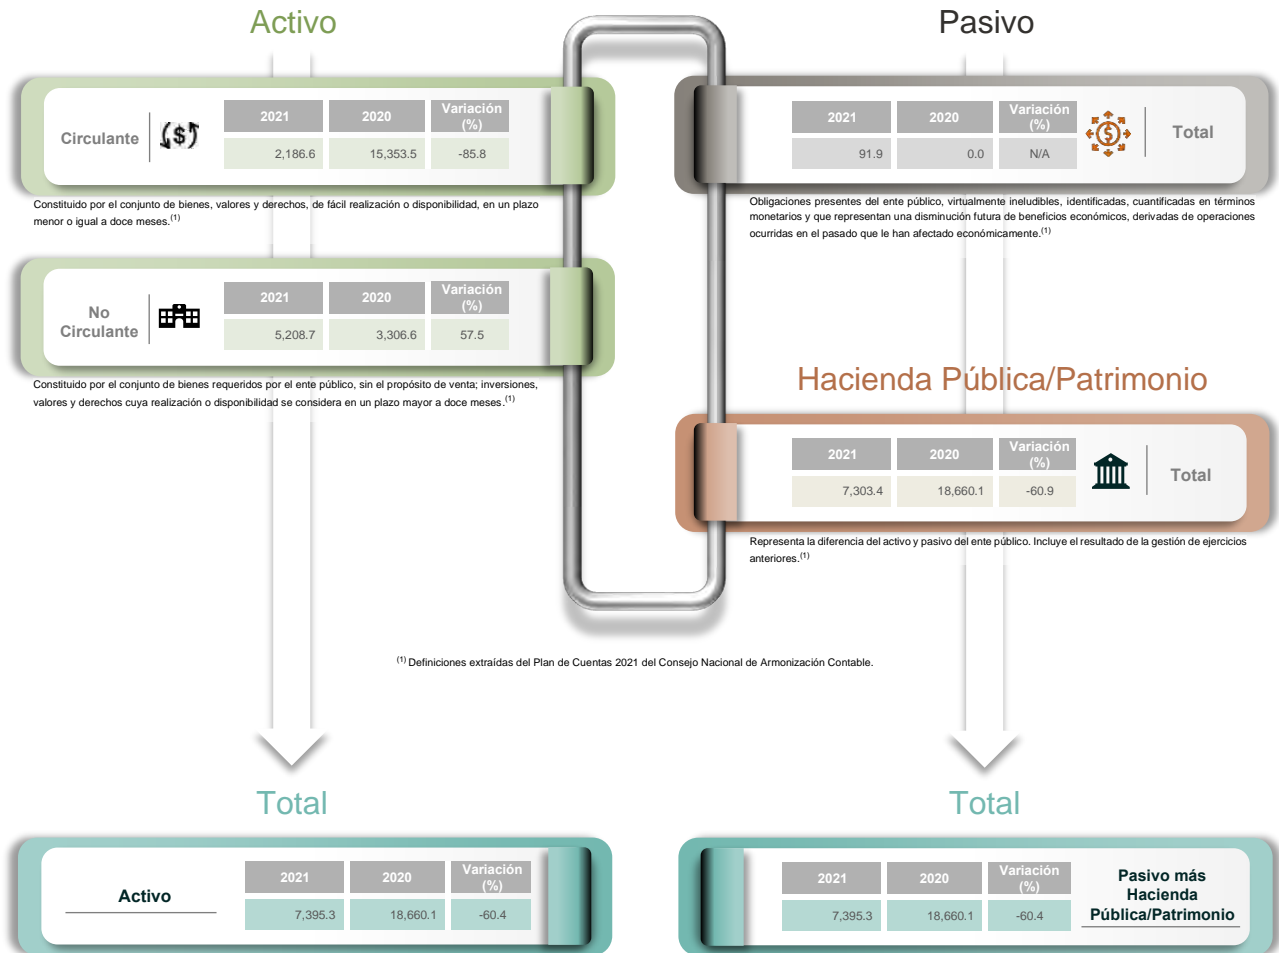 Activo
Circulante
2021 2020 Variación (%)
2,186.6 15,353.5 -85.8
Constituido por el conjunto de bienes, valores y derechos, de fácil realización o disponibilidad, en un plazo
menor o igual a doce meses.(1)
No
Circulante
2021 2020 Variación (%)
5,208.7 3,306.6 57.5
Constituido por el conjunto de bienes requeridos por el ente público, sin el propósito de venta; inversiones,
valores y derechos cuya realización o disponibilidad se considera en un plazo mayor a doce meses.(1)
Pasivo
2021 2020 Variación (%)
91.9 0.0 N/A
Total
Obligaciones presentes del ente público, virtualmente ineludibles, identificadas, cuantificadas en términos
monetarios y que representan una disminución futura de beneficios económicos, derivadas de operaciones
ocurridas en el pasado que le han afectado económicamente.(1)
Hacienda Pública/Patrimonio
2021 2020 Variación (%)
7,303.4 18,660.1 -60.9
Total
Representa la diferencia del activo y pasivo del ente público. Incluye el resultado de la gestión de ejercicios
anteriores.(1)
(1) Definiciones extraídas del Plan de Cuentas 2021 del Consejo Nacional de Armonización Contable.
Total
Activo
2021 2020 Variación (%)
7,395.3 18,660.1 -60.4
Total
2021 2020 Variación (%)
7,395.3 18,660.1 -60.4
Pasivo más
Hacienda
Pública/Patrimonio